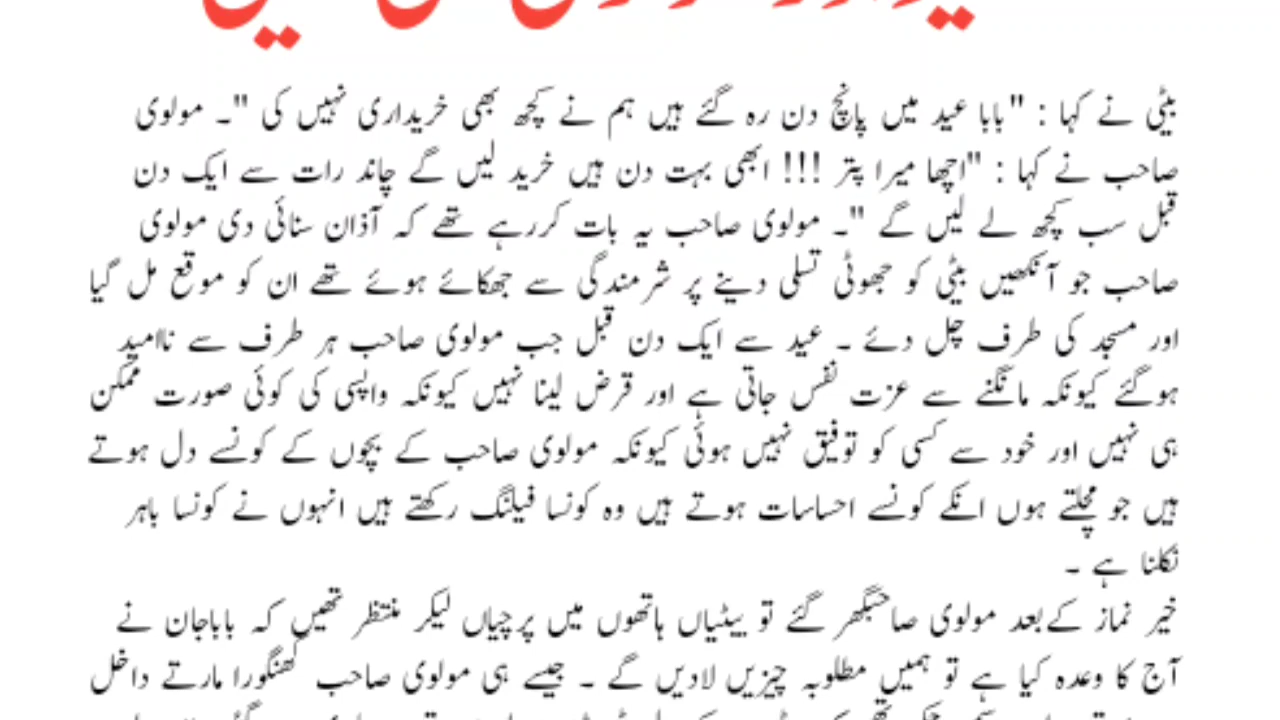 بیٹی نے کہا : "بابا عید میں پانچ دن رہ گئے ہیں ہم نے کچھ بھی خریداری نہیں کی "۔ مولوی
صاحب نے کہا : "اچھا میرا پتر !!! ابھی بہت دن ہیں خرید لیں گے چاند رات سے ایک دن
قبل سب کچھ لے لیں گے "۔ مولوی صاحب یہ بات کررہے تھے کہ آذان سنائی دی مولوی
صاحب جو آنکھیں بیٹی کو جھوٹی تسلی دینے پر شرمندگی سے جھکائے ہوئے تھے ان کو موقع مل گیا
اور مسجد کی طرف چل دئے ۔ عید سے ایک دن قبل جب مولوی صاحب ہر طرف سے ناامید
ہوگئے کیونکہ مانگنے سے عزت نفس جاتی ہے اور قرض لینا نہیں کیونکہ واپسی کی کوئی صورت ممکن
ہی نہیں اور خود سے کسی کو توفیق نہیں ہوئی کیونکہ مولوی صاحب کے بچوں کے کونسے دل ہوتے
ہیں جو مچلتے ہوں انکے کونسے احساسات ہوتے ہیں وہ کونسا فیلنگ رکھتے ہیں انہوں نے کونسا باہر
نکلنا ہے ۔
خیر نماز کےبعد مولوی صاحبگھر گئے تو بیٹیاں ہاتھوں میں پرچیاں لیکر منتظر تھیں کہ باباجان نے
آج کا وعدہ کیا ہے تو ہمیں مطلوبہ چیزیں لادیں گے ۔ جیسے ہی مولوی صاحب کھنگورا مارتے داخل